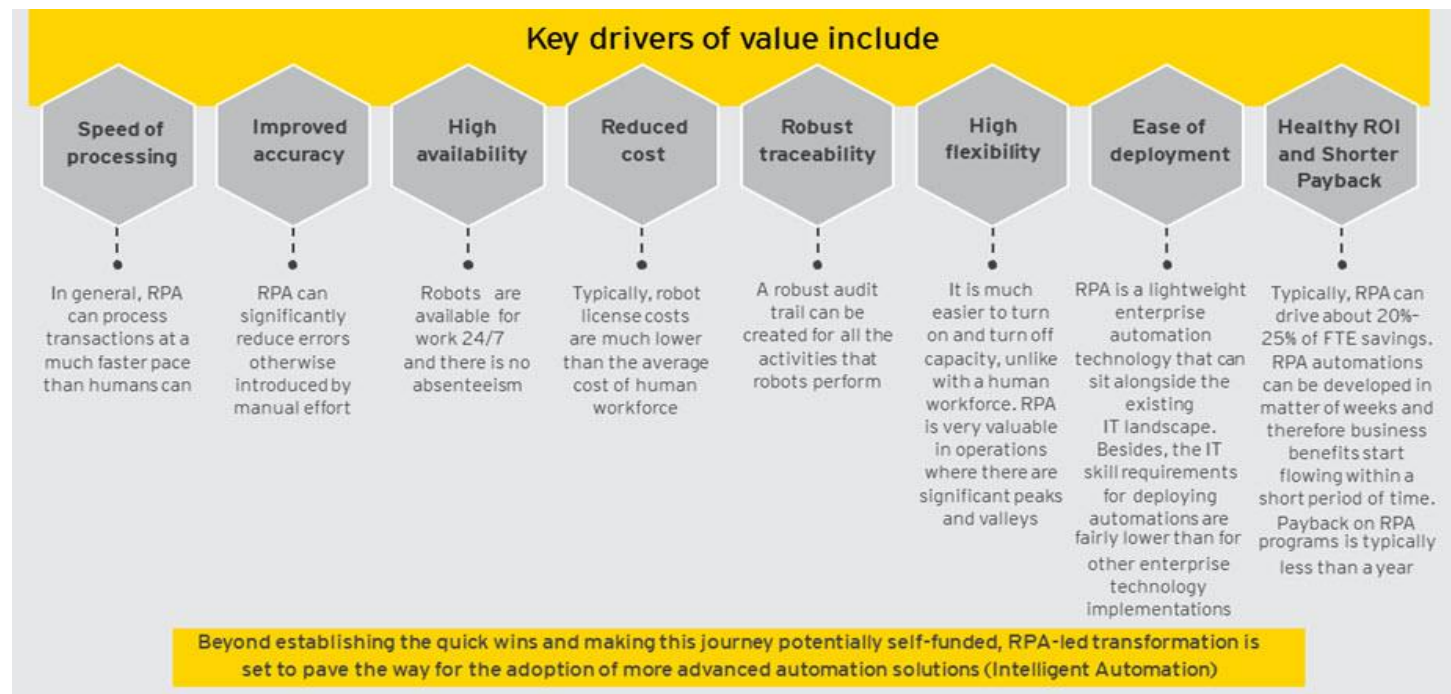 Key drivers of value include
Speed of
processing
Improved
accuracy
High
availability
Reduced
cost
Robust
traceability
High
flexibility
Ease of
deployment
Healthy ROI
and Shorter
Payback
In general, RPA
can process
transactions at a
much faster pace
than humans can
RPA can
significantly
reduce errors
otherwise
introduced by
manual effort
Robots are
available for
work 24/7
and there is no
absenteeism
Typically, robot
license costs
are much lower
than the average
cost of human
workforce
A robust audit
trail can be
created for all the
activities that
robots perform
It is much
easier to turn
on and turn off
capacity, unlike
with a human
workforce. RPA
is very valuable
in operations
where there are
significant peaks
and valleys
RPA is a lightweight
enterprise
automation
technology that can
sit alongside the
existing
IT landscape.
Besides, the IT
skill requirements
for deploying
automations are
fairly lower than for
other enterprise
technology
implementations
Typically, RPA can
drive about 20%–
25% of FTE savings.
RPA automations
can be developed in
matter of weeks and
therefore business
benefits start
flowing within a
short period of time.
Payback on RPA
programs is typically
less than a year
Beyond establishing the quick wins and making this journey potentially self-funded, RPA-led transformation is
set to pave the way for the adoption of more advanced automation solutions (Intelligent Automation)